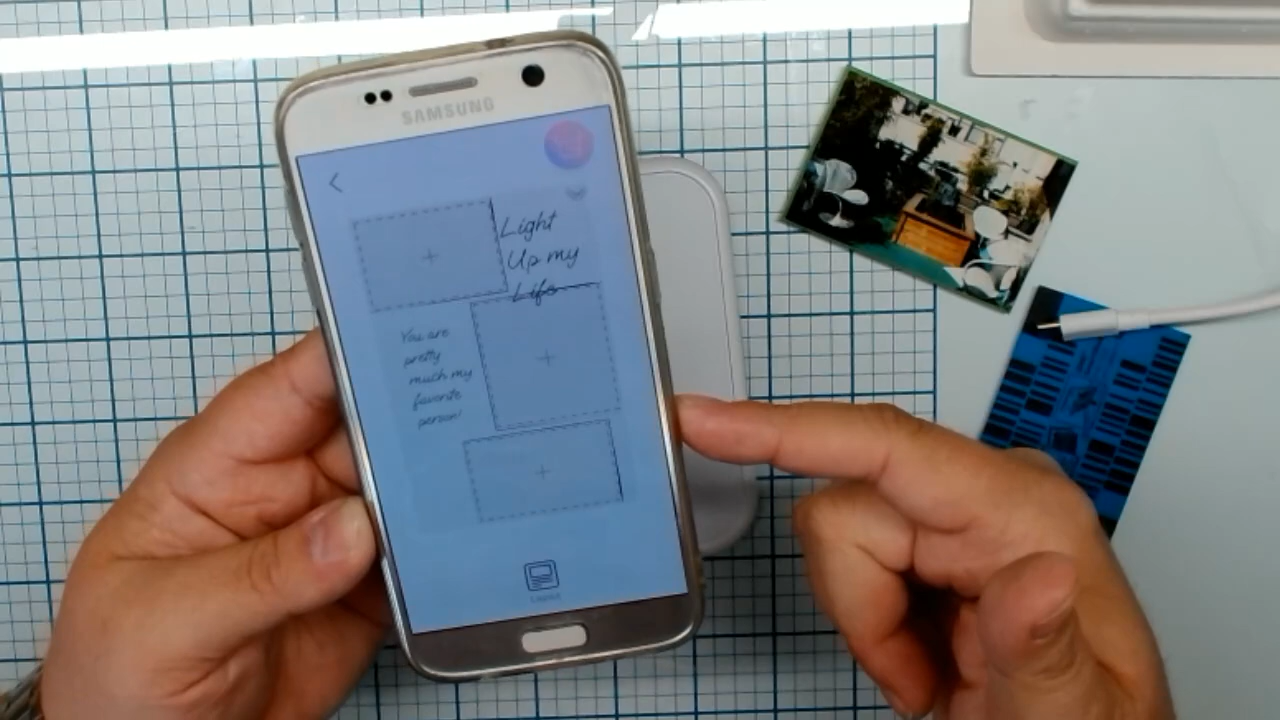 SAMSUNG
Light
Up my
Life
You are
pretty
much my
favorite
person!